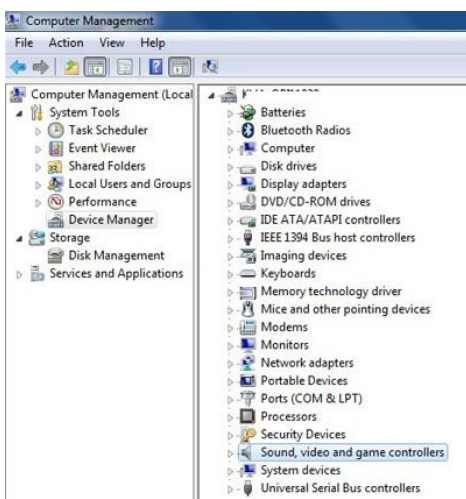 Computer Management
File Action View Help
Computer Management (Local
System Tools
Task Scheduler
Event Viewer
Shared Folders
Local Users and Groups
Performance
Device Manager
Storage
Disk Management
Services and Applications
Batteries
Bluetooth Radios
Computer
Disk drives
Display adapters
DVD/CD-ROM drives
IDE ATA/ATAPI controllers
IEEE 1394 Bus host controllers
Imaging devices
Keyboards
Memory technology driver
Mice and other pointing devices
Modems
Monitors
Network adapters
Portable Devices
Ports (COM & LPT)
Processors
Security Devices
Sound, video and game controllers
System devices
Universal Serial Bus controllers